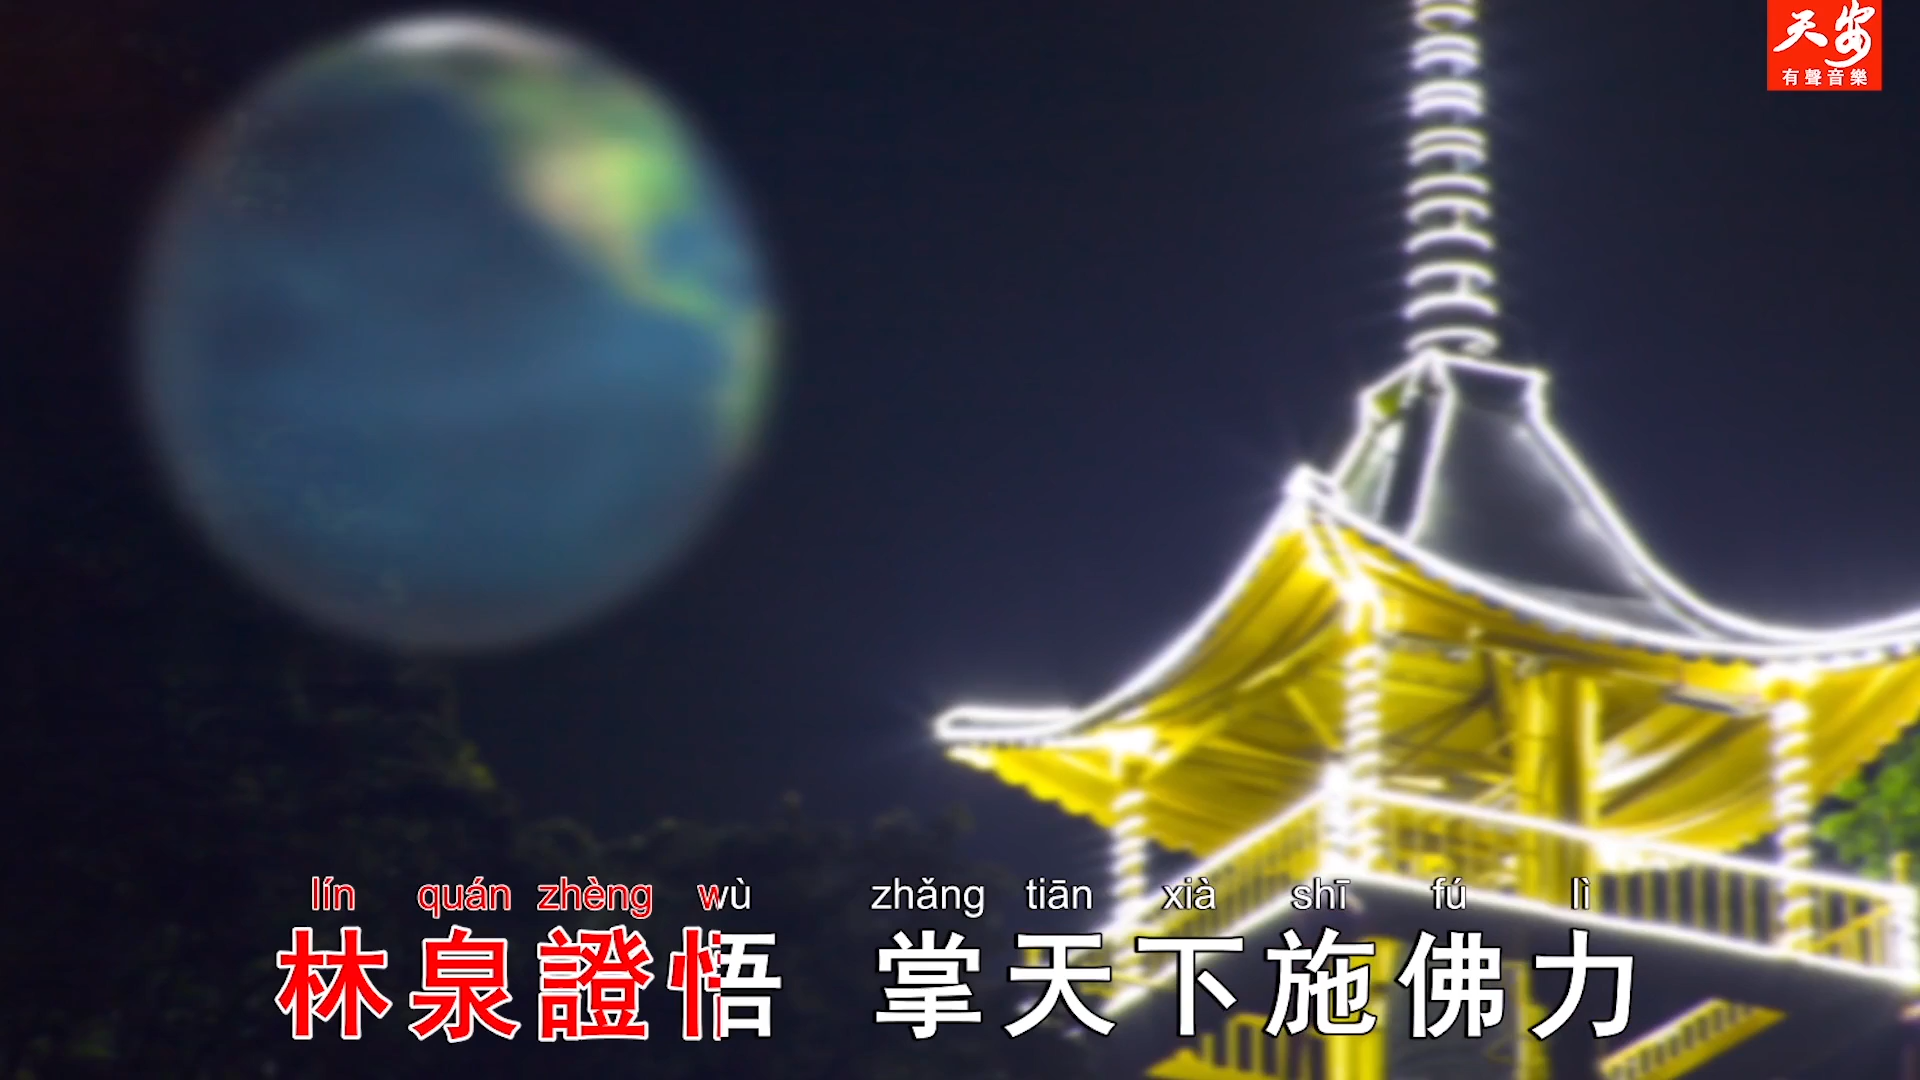 天安
有聲音樂
lín quán zhèng wù zhǎng tiān xià shī fú lì
林泉證悟 掌天下施佛力